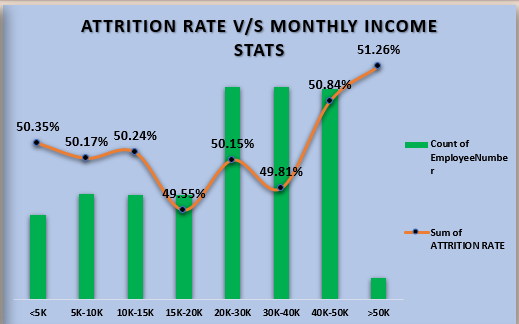 ATTRITION RATE V/S MONTHLY INCOME
STATS
51.26%
50.84%
50.35%
50.17%
50.24%
50.15%
49.81%
49.55%
Count of
EmployeeNumbe
r
Sum of
ATTRITION RATE
<5K 5K-10K 10K-15K 15K-20K 20K-30K 30K-40K 40K-50K >50K